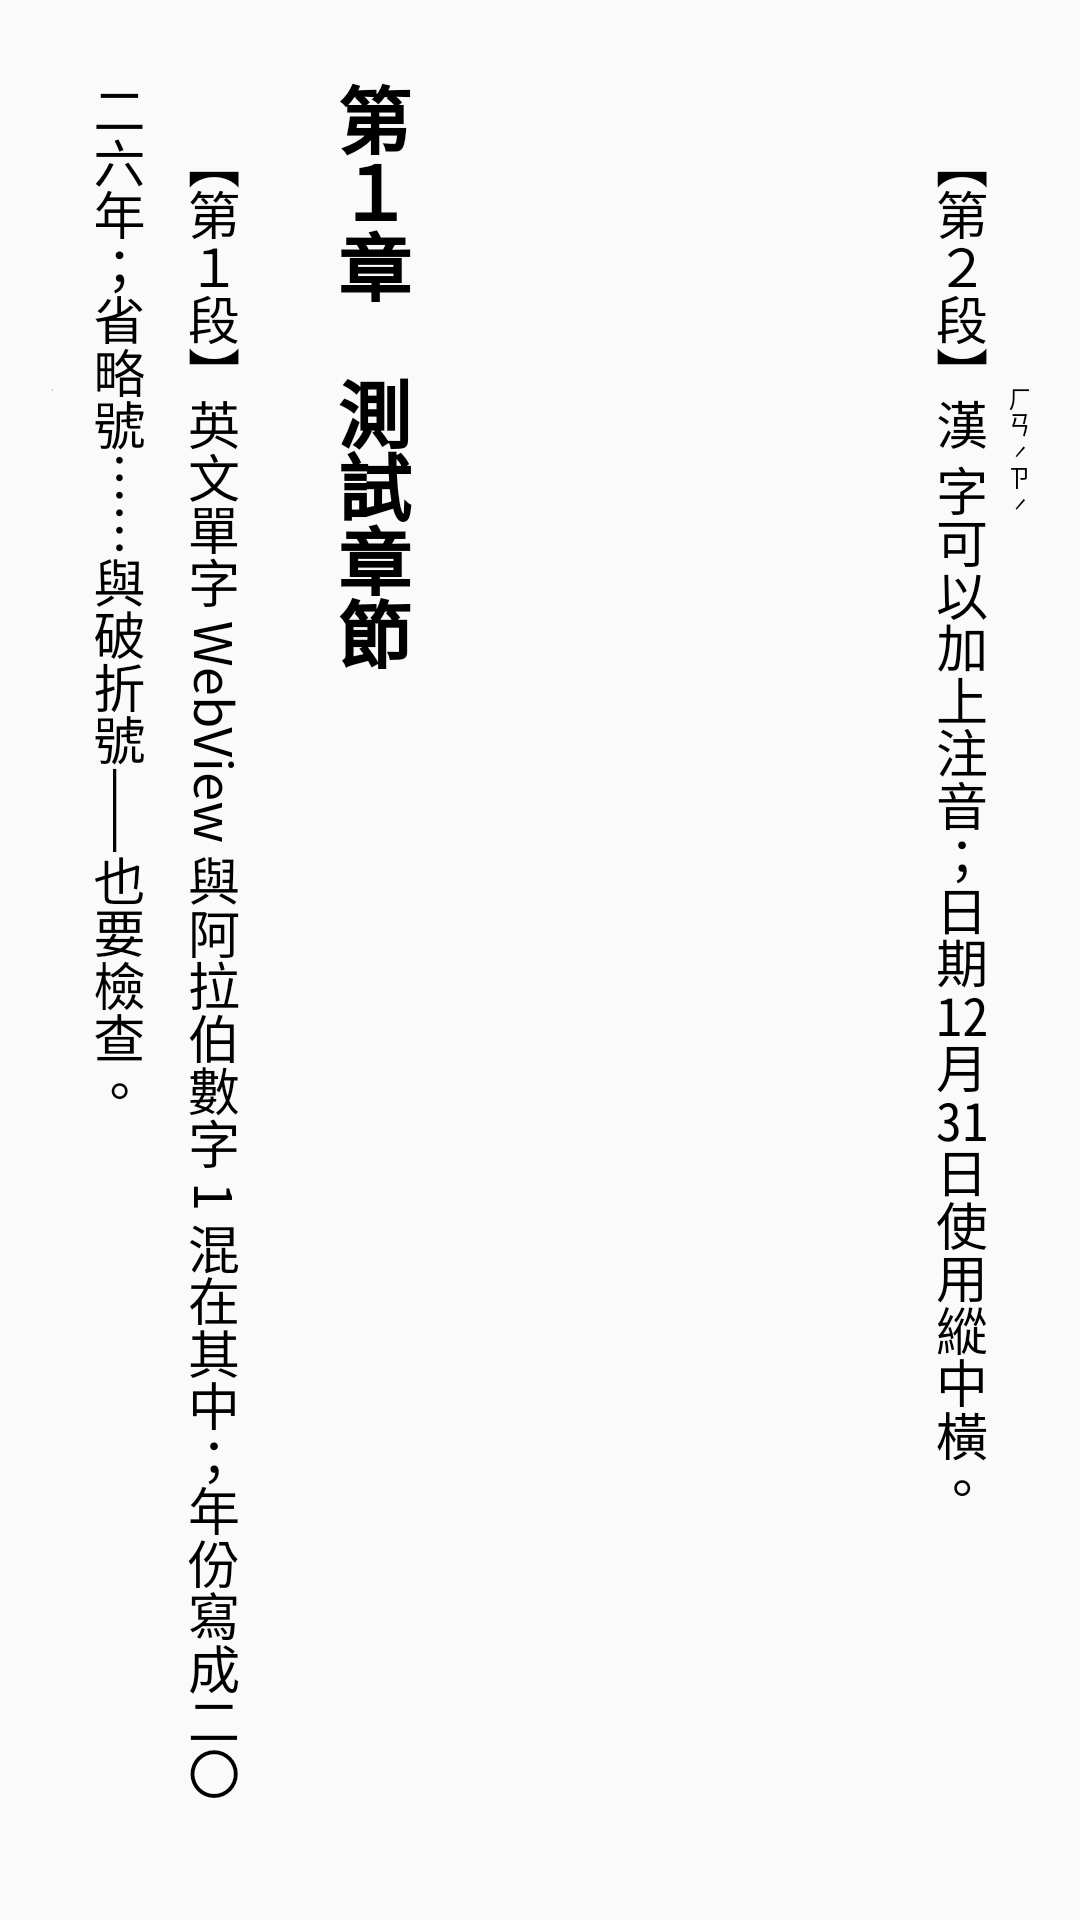 ㄏㄢˊㄗˋ
【第２段】漢字可以加上注音；日期12月31日使用縱中橫。
第１章　測試章節
【第１段】英文單字 WebView 與阿拉伯數字 1 混在其中；年份寫成二〇
二六年；省略號……與破折號——也要檢查。